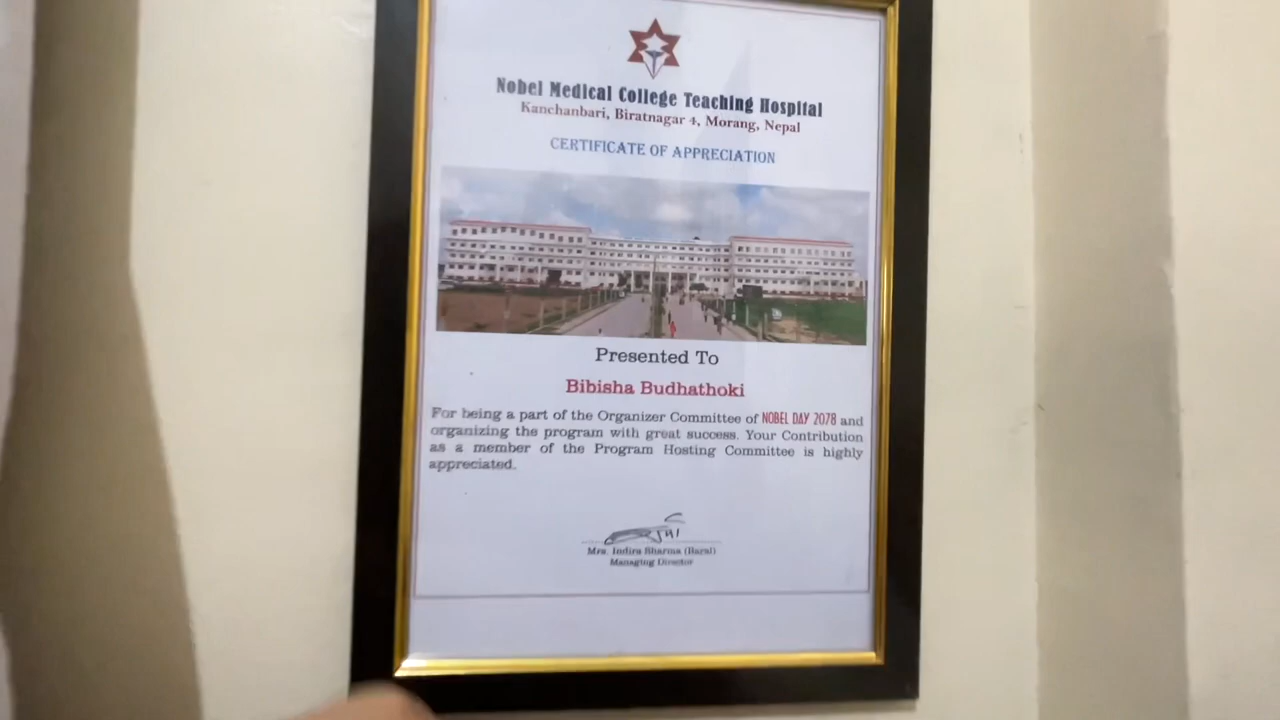 Nobel Medical College Teaching Hospital
Kanchanbari, Biratnagar 4, Morang, Nepal
CERTIFICATE OF APPRECIATION
Presented To
Bibisha Budhathoki
For being a part of the Organizer Committee of NOBEL DAY 2078 and
organizing the program with great success. Your Contribution
as a member of the Program Hosting Committee is highly
appreciated.
Mrs. Indira Sharma (Baral)
Managing Director